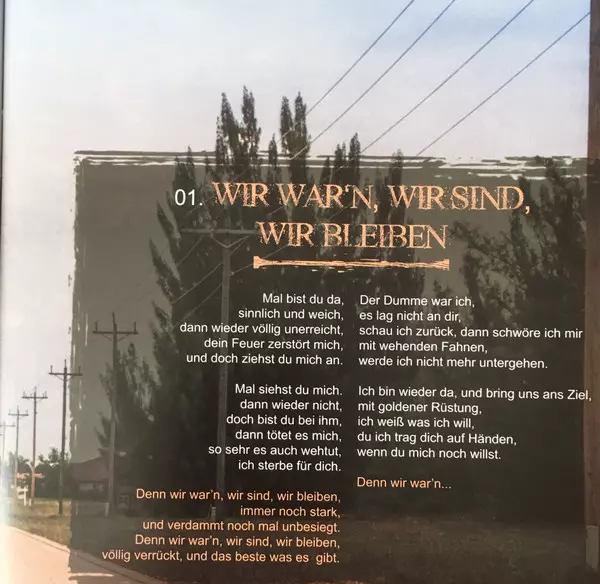 01. WIR WAR'N, WIR SIND,
WIR BLEIBEN
Mal bist du da,
sinnlich und weich,
dann wieder völlig unerreicht,
dein Feuer zerstört mich,
und doch ziehst du mich an.
Mal siehst du mich.
dann wieder nicht,
doch bist du bei ihm,
dann tötet es mich,
so sehr es auch wehtut,
ich sterbe für dich.
Denn wir war'n, wir sind, wir bleiben,
immer noch stark,
und verdammt noch mal unbesiegt.
Denn wir war'n, wir sind, wir bleiben,
völlig verrückt, und das beste was es gibt.
Der Dumme war ich,
es lag nicht an dir,
schau ich zurück, dann schwöre ich mir
mit wehenden Fahnen,
werde ich nicht mehr untergehen.
Ich bin wieder da, und bring uns ans Ziel,
mit goldener Rüstung,
ich weiß was ich will,
du ich trag dich auf Händen,
wenn du mich noch willst.
Denn wir war'n...